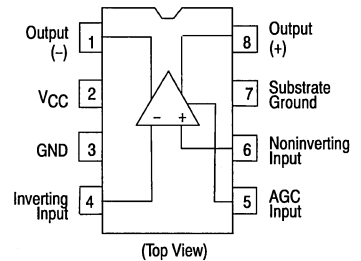 Output
(–)
1
8
Output
(+)
VCC
2
7
Substrate
Ground
– +
GND
3
6
Noninverting
Input
Inverting
Input
4
5
AGC
Input
(Top View)